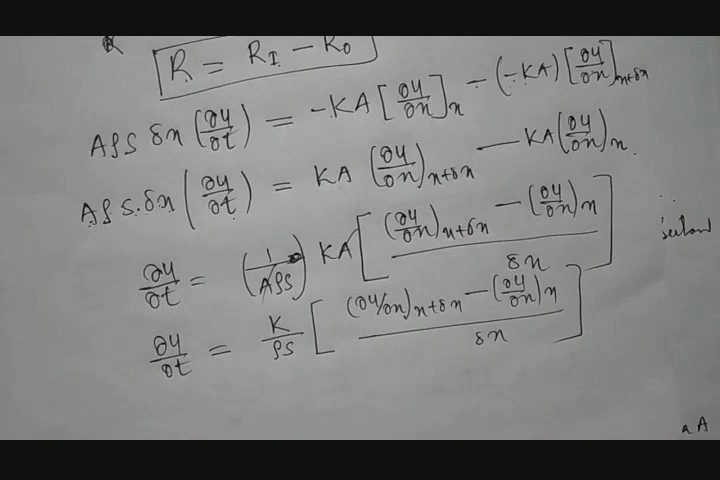 R = R_I − R_0
Aρs δx (∂u/∂t) = −KA [∂u/∂x]_x − (−KA) [∂u/∂x]_{x+δx}
Aρs.δx (∂u/∂t) = KA (∂u/∂x)_{x+δx} − KA (∂u/∂x)_x.
∂u/∂t = (1/Aρs) KA [((∂u/∂x)_{x+δx} − (∂u/∂x)_x) / δx]
∂u/∂t = K/ρs [((∂u/∂x)_{x+δx} − (∂u/∂x)_x) / δx]
A